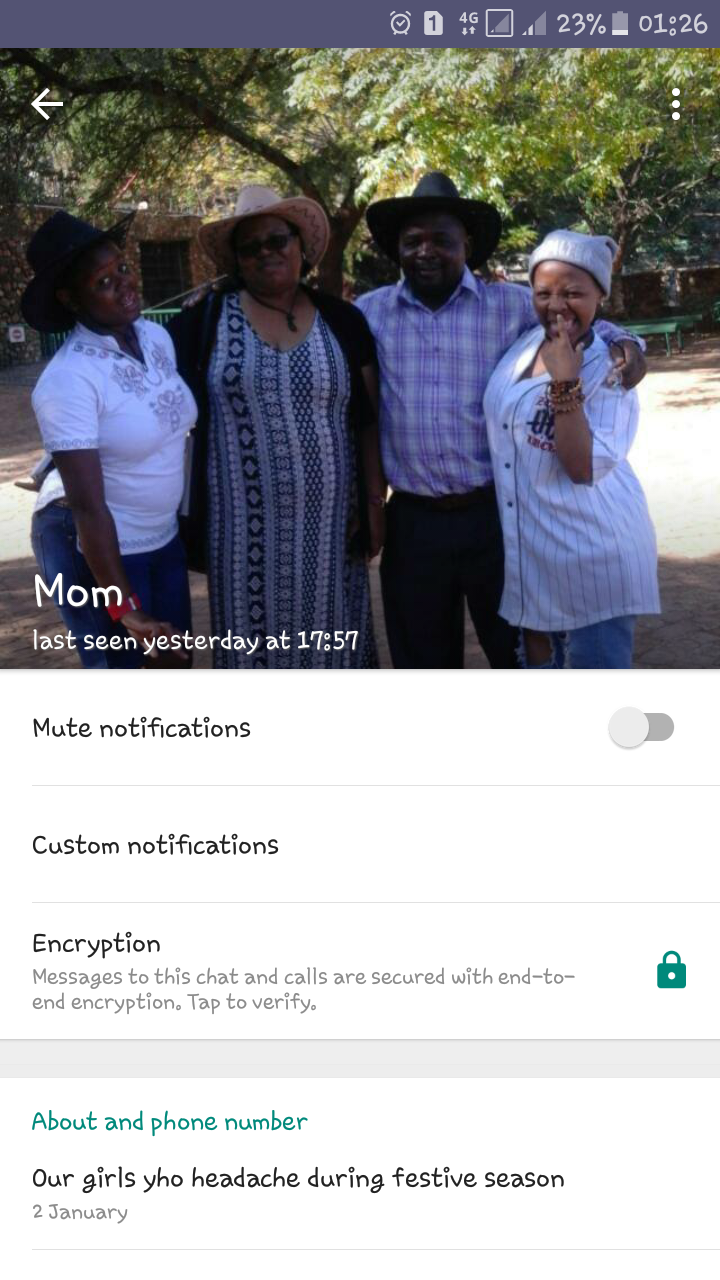 4G 1 23% 01:26
Mom
last seen yesterday at 17:57
Mute notifications
Custom notifications
Encryption
Messages to this chat and calls are secured with end-to-
end encryption. Tap to verify.
About and phone number
Our girls yho headache during festive season
2 January